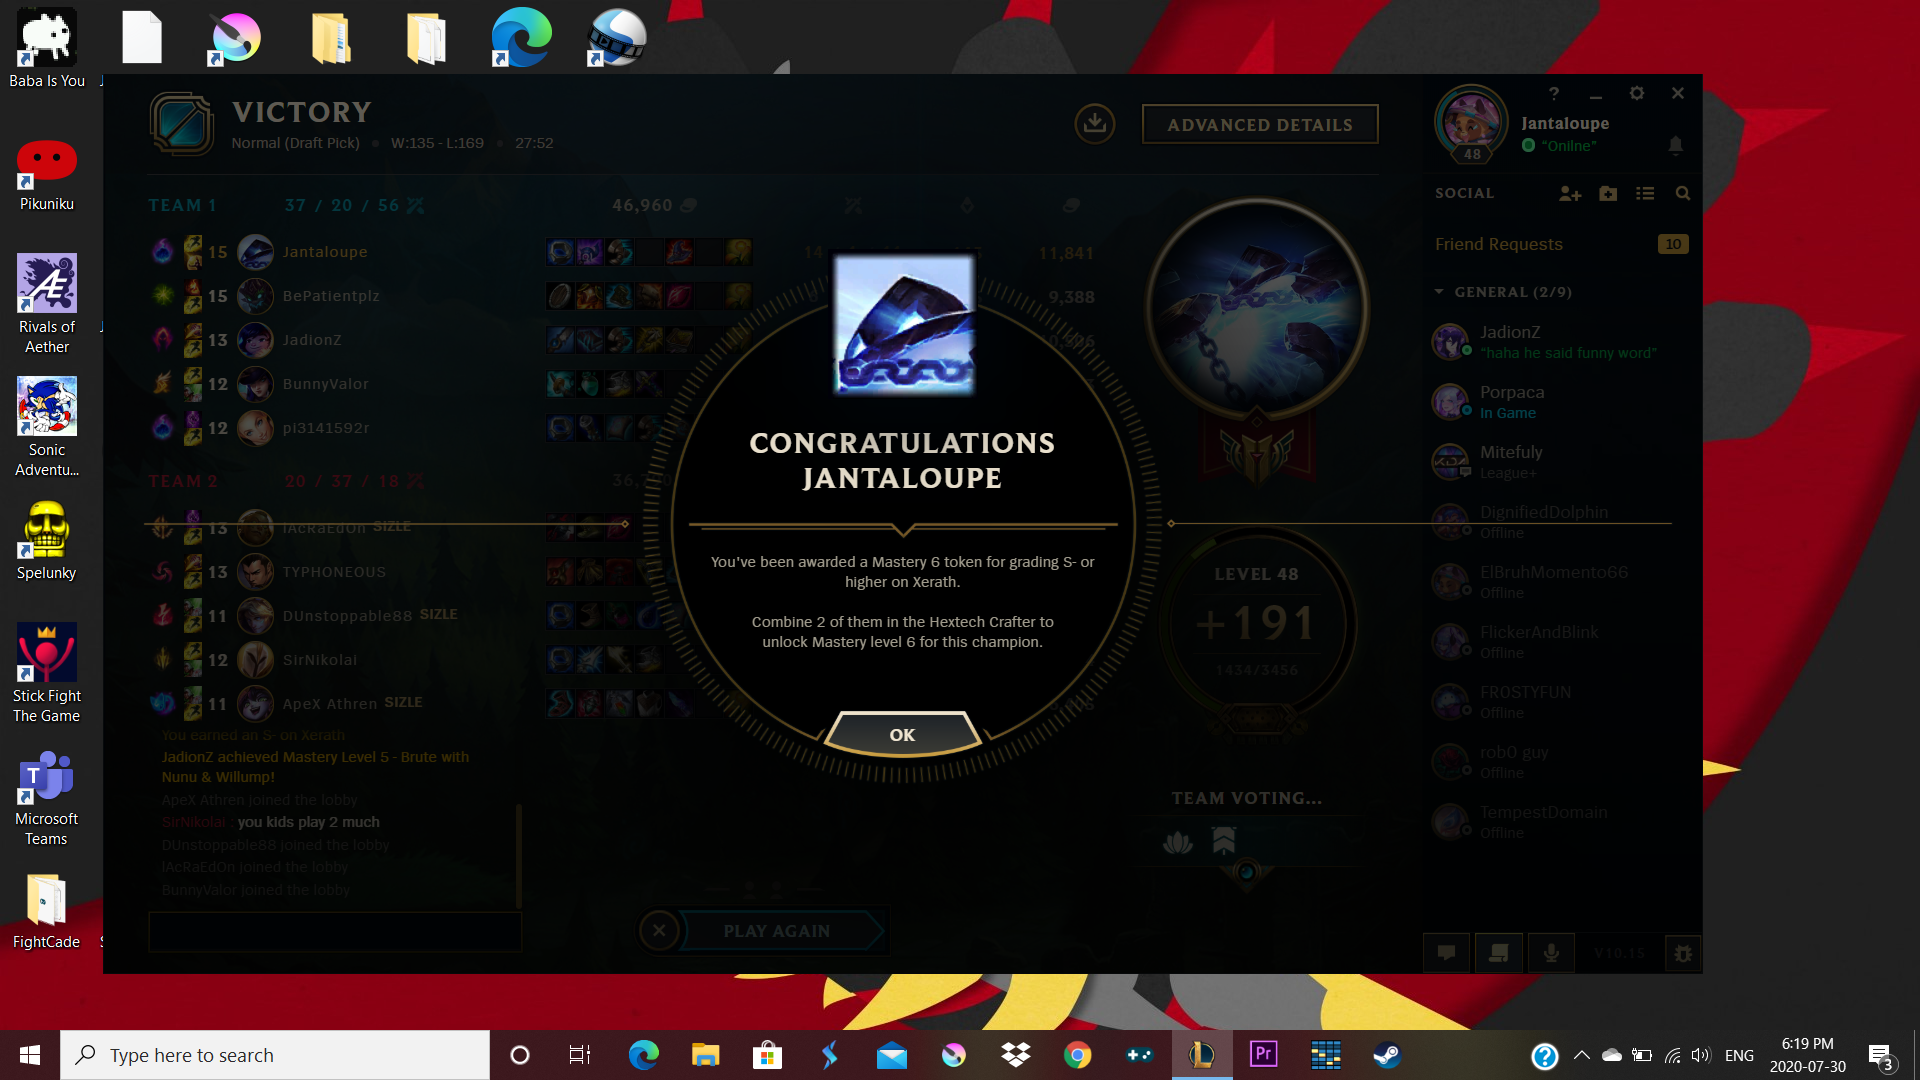 Baba Is You
Pikuniku
Rivals of
Aether
Sonic
Adventu...
Spelunky
Stick Fight
The Game
Microsoft
Teams
FightCade
VICTORY
Normal (Draft Pick) • W:135 - L:169 • 27:52
ADVANCED DETAILS
TEAM 1 37 / 20 / 56 46,960
15 Jantaloupe 11,841
15 BePatIentplz 9,388
13 JadionZ
12 BunnyValor
12 pi3141592r
TEAM 2 20 / 37 / 18
13 lAcRaEdOn SIZLE
13 TYPHONEOUS
11 DUnstoppable88 SIZLE
12 SirNikolai
11 ApeX Athren SIZLE
You earned an S- on Xerath
JadionZ achieved Mastery Level 5 - Brute with
Nunu & Willump!
ApeX Athren joined the lobby
SirNikolai : you kids play 2 much
DUnstoppable88 joined the lobby
lAcRaEdOn joined the lobby
BunnyValor joined the lobby
CONGRATULATIONS
JANTALOUPE
You've been awarded a Mastery 6 token for grading S- or
higher on Xerath.
Combine 2 of them in the Hextech Crafter to
unlock Mastery level 6 for this champion.
OK
LEVEL 48
+191
1434/3456
TEAM VOTING...
PLAY AGAIN
48
Jantaloupe
"Onilne"
SOCIAL
Friend Requests 10
GENERAL (2/9)
JadionZ
"haha he said funny word"
Porpaca
In Game
Mitefuly
League+
DignifiedDolphin
Offline
ElBruhMomento66
Offline
FlickerAndBlink
Offline
FROSTYFUN
Offline
rob0 guy
Offline
TempestDomain
Offline
V10.15
Type here to search
ENG
6:19 PM
2020-07-30
3